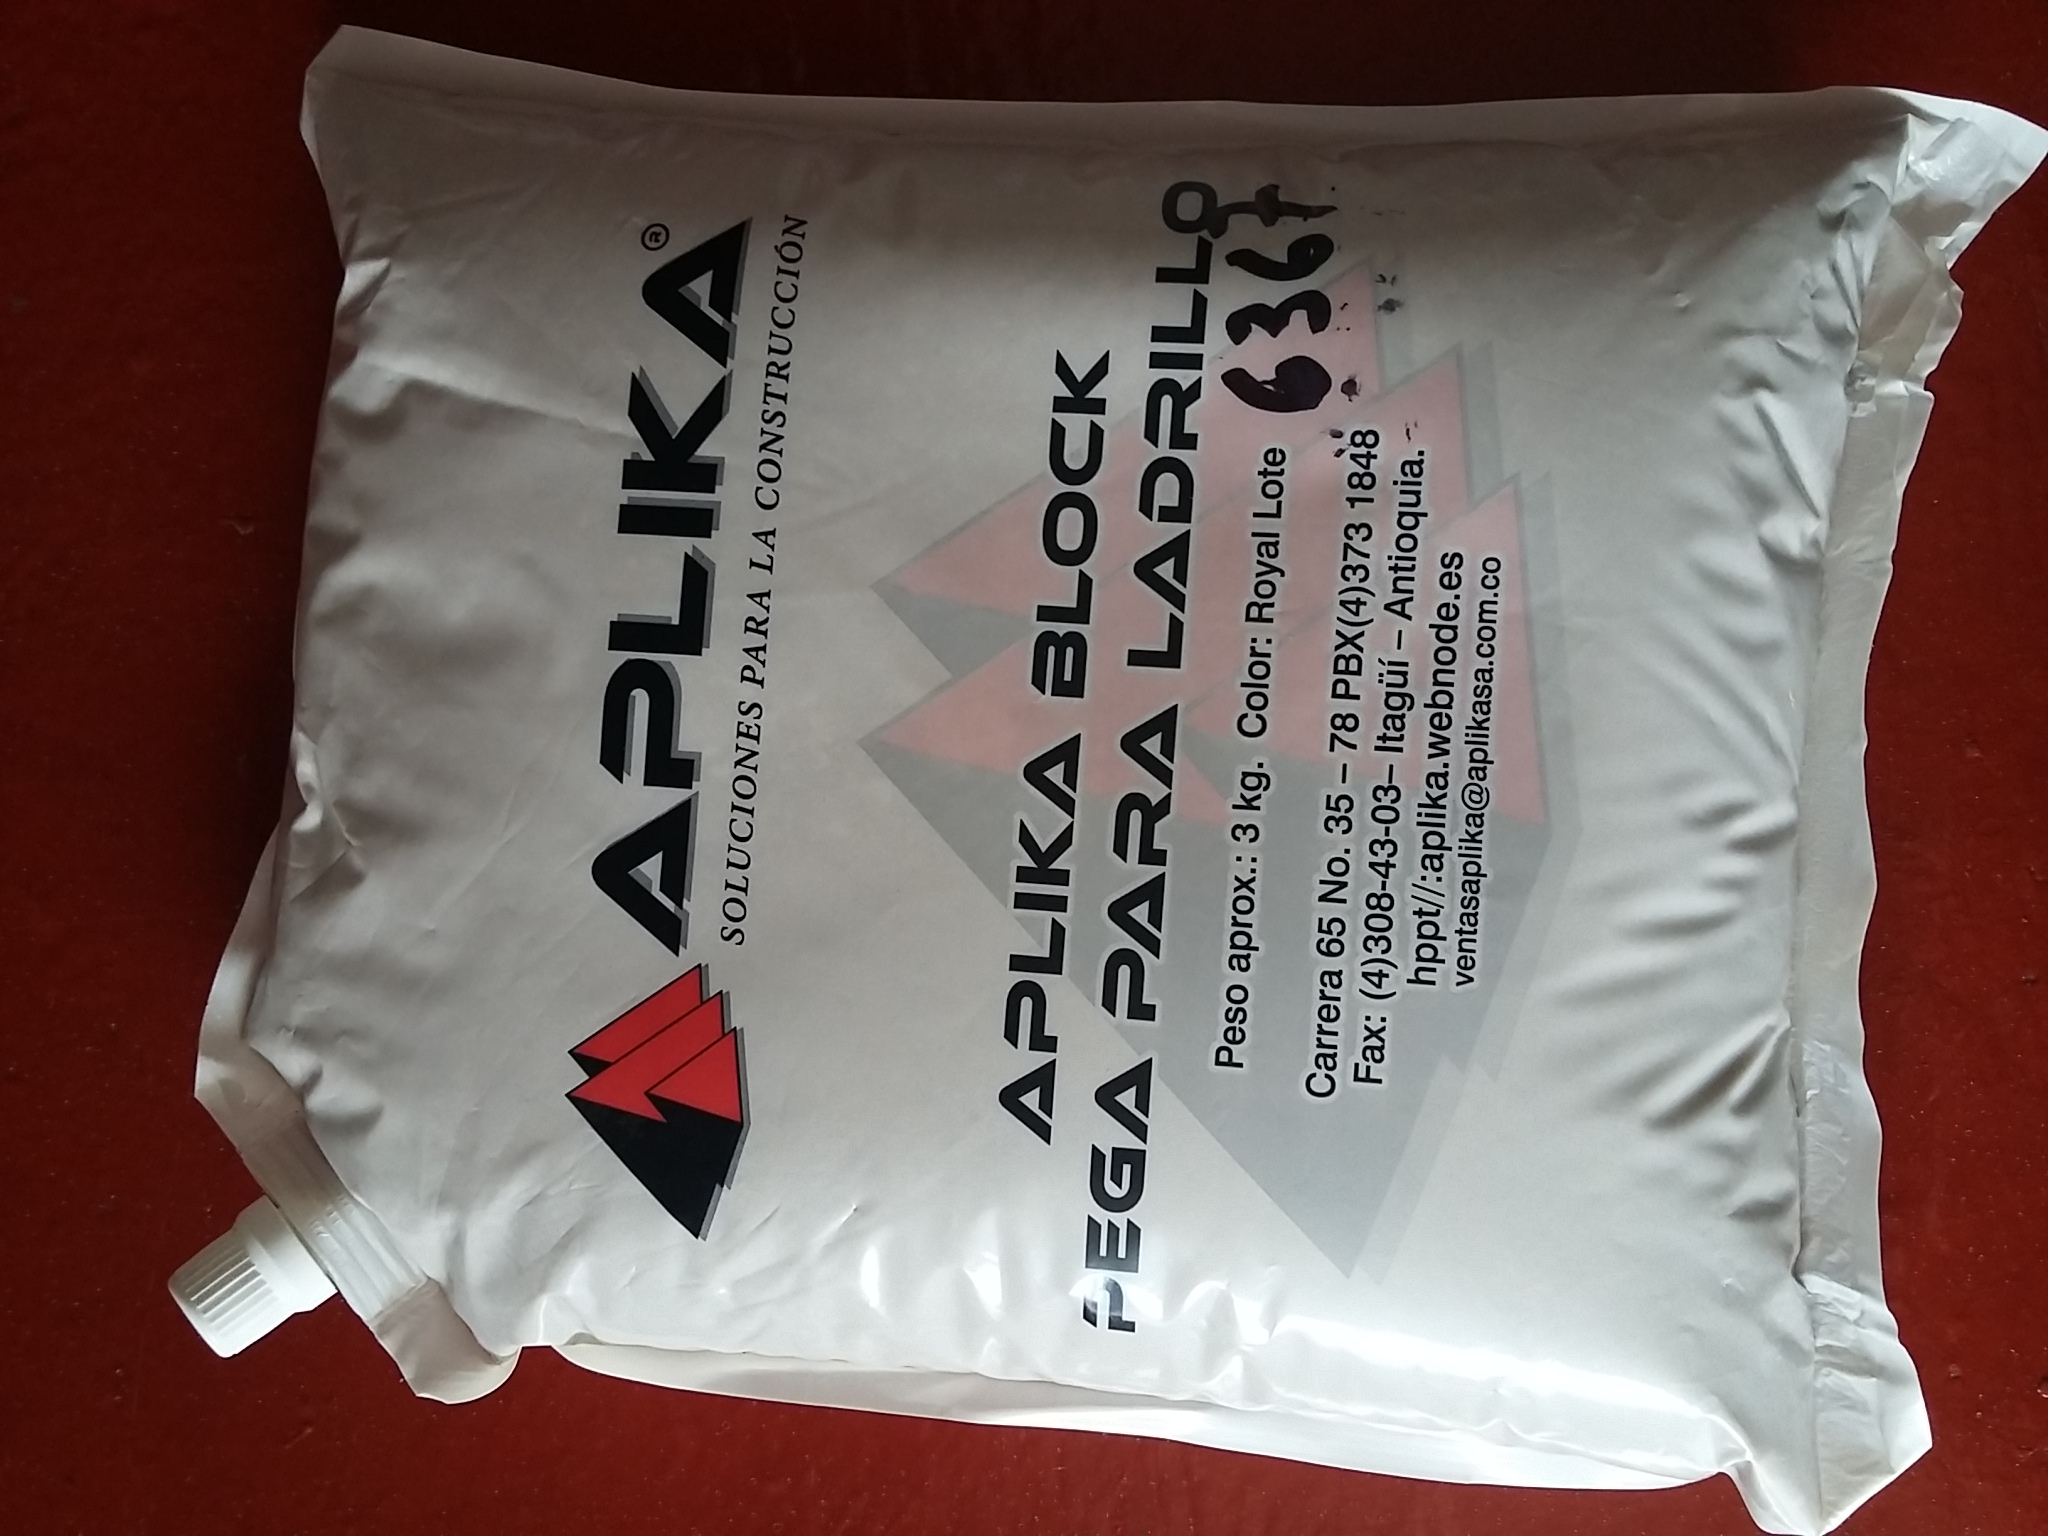 APLIKA®
SOLUCIONES PARA LA CONSTRUCCIÓN
APLIKA BLOCK
PEGA PARA LADRILLO
Peso aprox.: 3 kg. Color: Royal Lote 6367
Carrera 65 No. 35 – 78 PBX(4)373 1848
Fax: (4)308-43-03– Itagüí – Antioquia.
hppt//:aplika.webnode.es
ventasaplika@aplikasa.com.co